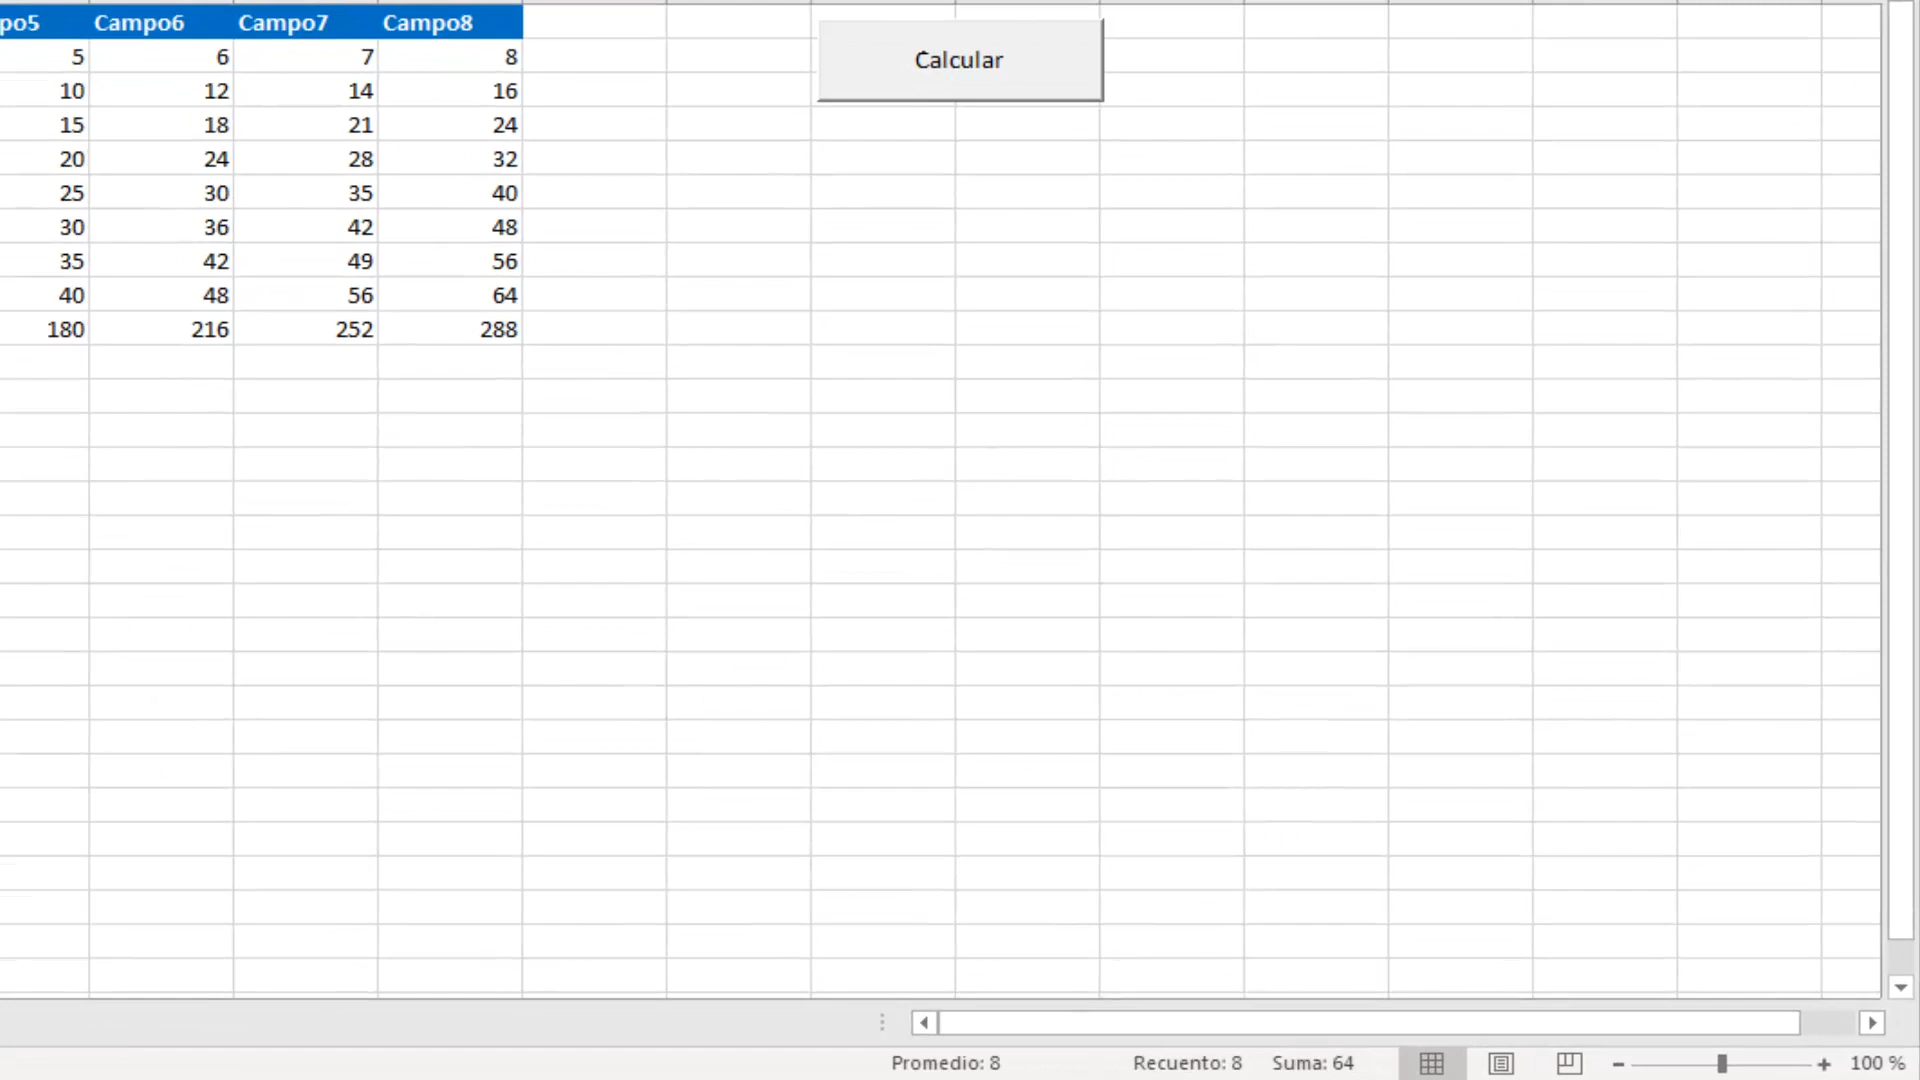 po5 Campo6 Campo7 Campo8
Calcular
5 6 7 8
10 12 14 16
15 18 21 24
20 24 28 32
25 30 35 40
30 36 42 48
35 42 49 56
40 48 56 64
180 216 252 288
Promedio: 8 Recuento: 8 Suma: 64 100 %